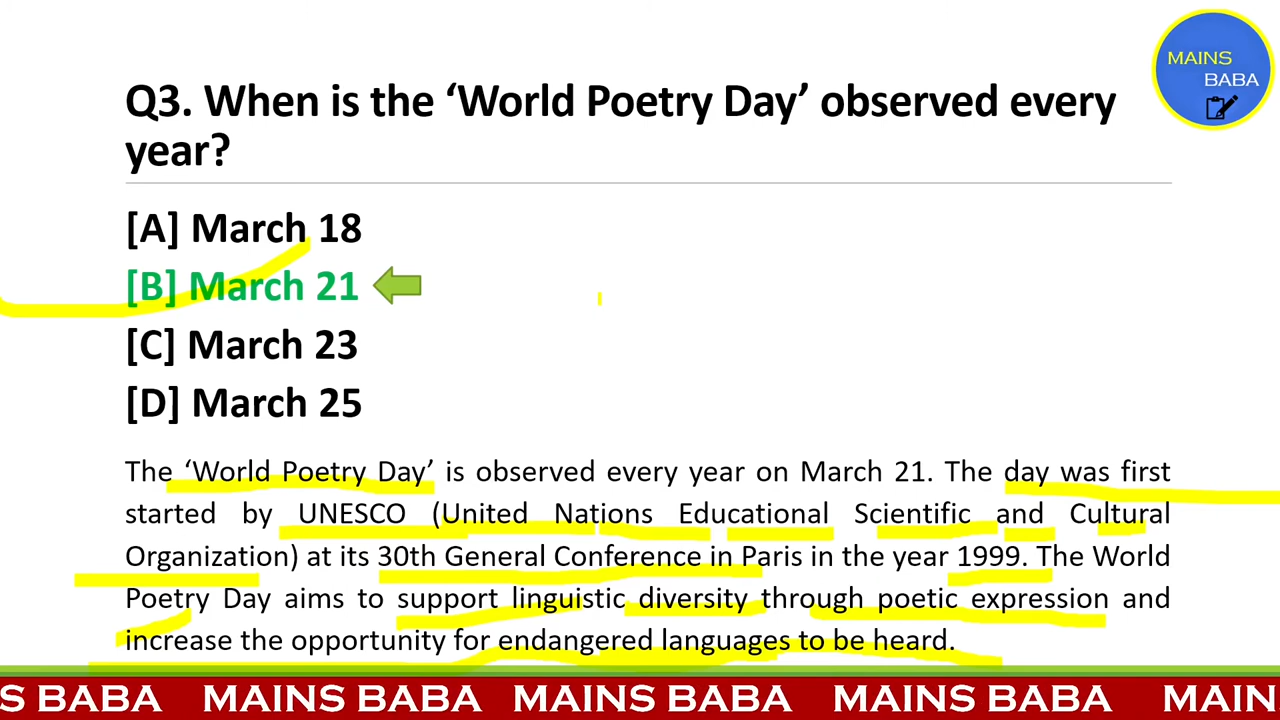 MAINS
BABA
Q3. When is the ‘World Poetry Day’ observed every
year?
[A] March 18
[B] March 21
[C] March 23
[D] March 25
The ‘World Poetry Day’ is observed every year on March 21. The day was first
started by UNESCO (United Nations Educational Scientific and Cultural
Organization) at its 30th General Conference in Paris in the year 1999. The World
Poetry Day aims to support linguistic diversity through poetic expression and
increase the opportunity for endangered languages to be heard.
S BABA MAINS BABA MAINS BABA MAINS BABA MAIN